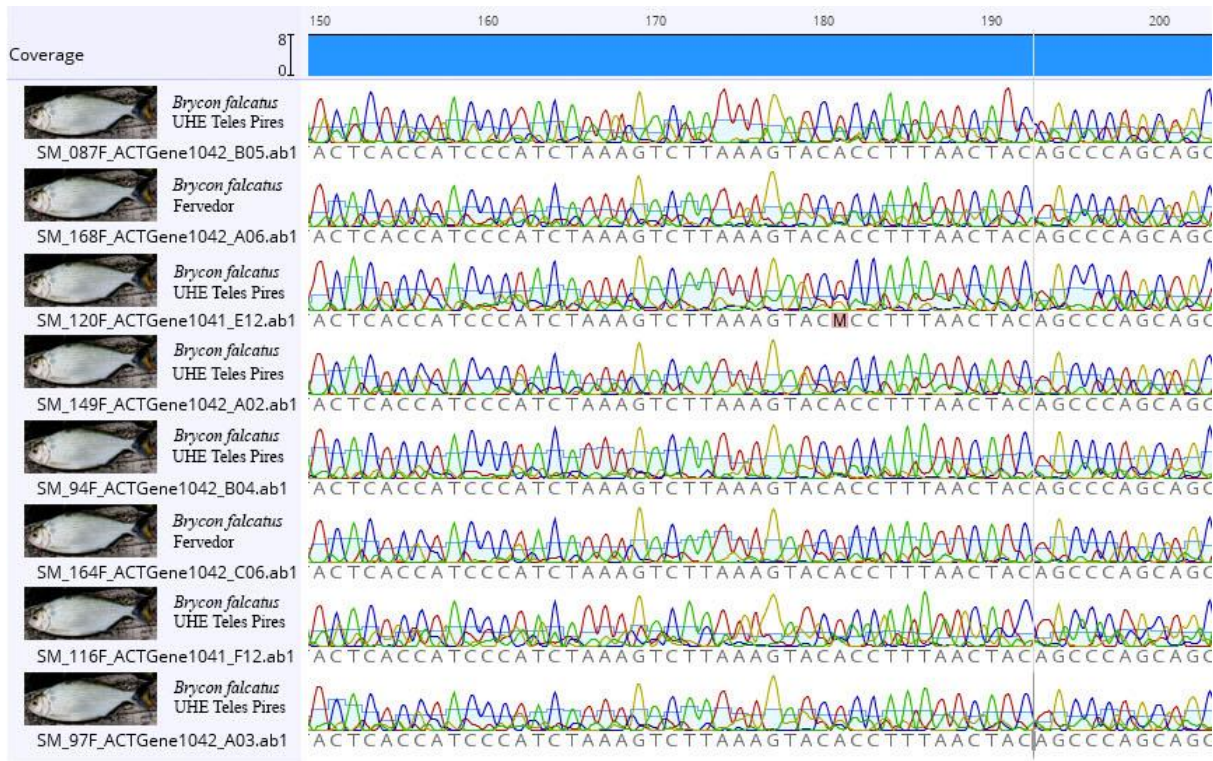 150 160 170 180 190 200
Coverage
8
0
Brycon falcatus
UHE Teles Pires
SM_087F_ACTGene1042_B05.ab1 ACTCACCATCCCATCTAAAGTCTTAAAGTACACCTTTAACTACAGCCCAGCAGC
Brycon falcatus
Fervedor
SM_168F_ACTGene1042_A06.ab1 ACTCACCATCCCATCTAAAGTCTTAAAGTACACCTTTAACTACAGCCCAGCAGC
Brycon falcatus
UHE Teles Pires
SM_120F_ACTGene1041_E12.ab1 ACTCACCATCCCATCTAAAGTCTTAAAGTACMCCTTTAACTACAGCCCAGCAGC
Brycon falcatus
UHE Teles Pires
SM_149F_ACTGene1042_A02.ab1 ACTCACCATCCCATCTAAAGTCTTAAAGTACACCTTTAACTACAGCCCAGCAGC
Brycon falcatus
UHE Teles Pires
SM_94F_ACTGene1042_B04.ab1 ACTCACCATCCCATCTAAAGTCTTAAAGTACACCTTTAACTACAGCCCAGCAGC
Brycon falcatus
Fervedor
SM_164F_ACTGene1042_C06.ab1 ACTCACCATCCCATCTAAAGTCTTAAAGTACACCTTTAACTACAGCCCAGCAGC
Brycon falcatus
UHE Teles Pires
SM_116F_ACTGene1041_F12.ab1 ACTCACCATCCCATCTAAAGTCTTAAAGTACACCTTTAACTACAGCCCAGCAGC
Brycon falcatus
UHE Teles Pires
SM_97F_ACTGene1042_A03.ab1 ACTCACCATCCCATCTAAAGTCTTAAAGTACACCTTTAACTACAGCCCAGCAGC